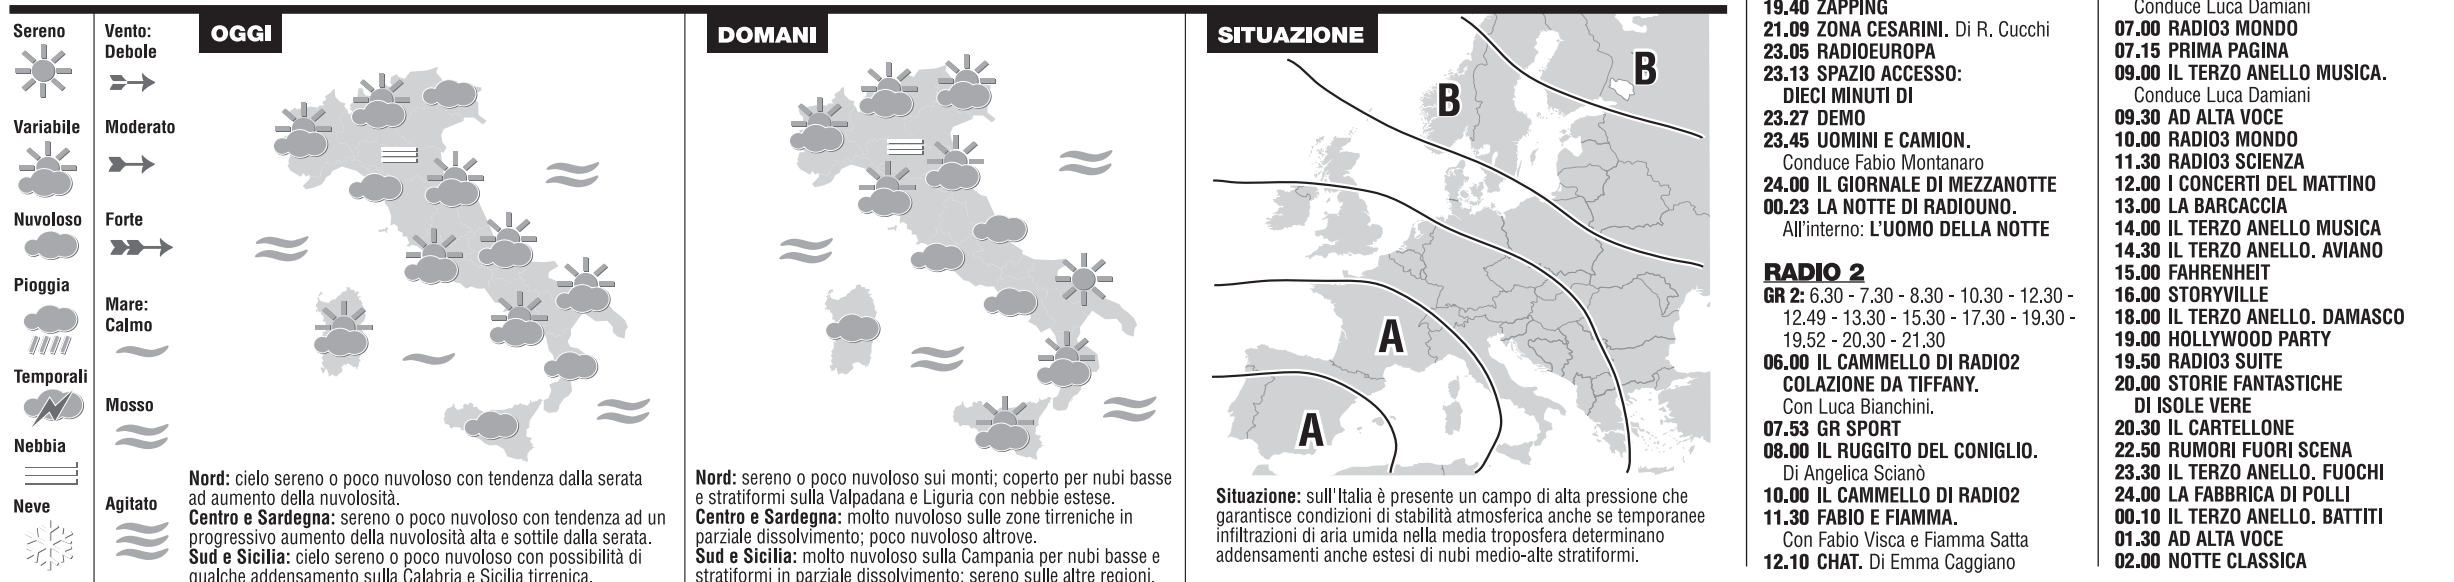 Sereno
Variabile
Nuvoloso
Pioggia
Temporali
Nebbia
Neve
Vento:
Debole
Moderato
Forte
Mare:
Calmo
Mosso
Agitato
OGGI
Nord: cielo sereno o poco nuvoloso con tendenza dalla serata
ad aumento della nuvolosità.
Centro e Sardegna: sereno o poco nuvoloso con tendenza ad un
progressivo aumento della nuvolosità alta e sottile dalla serata.
Sud e Sicilia: cielo sereno o poco nuvoloso con possibilità di
qualche addensamento sulla Calabria e Sicilia tirrenica.
DOMANI
Nord: sereno o poco nuvoloso sui monti; coperto per nubi basse
e stratiformi sulla Valpadana e Liguria con nebbie estese.
Centro e Sardegna: molto nuvoloso sulle zone tirreniche in
parziale dissolvimento; poco nuvoloso altrove.
Sud e Sicilia: molto nuvoloso sulla Campania per nubi basse e
stratiformi in parziale dissolvimento; sereno sulle altre regioni.
SITUAZIONE
B
B
A
A
Situazione: sull'Italia è presente un campo di alta pressione che
garantisce condizioni di stabilità atmosferica anche se temporanee
infiltrazioni di aria umida nella media troposfera determinano
addensamenti anche estesi di nubi medio-alte stratiformi.
19.40 ZAPPING
21.09 ZONA CESARINI. Di R. Cucchi
23.05 RADIOEUROPA
23.13 SPAZIO ACCESSO:
DIECI MINUTI DI
23.27 DEMO
23.45 UOMINI E CAMION.
Conduce Fabio Montanaro
24.00 IL GIORNALE DI MEZZANOTTE
00.23 LA NOTTE DI RADIOUNO.
All'interno: L'UOMO DELLA NOTTE
RADIO 2
GR 2: 6.30 - 7.30 - 8.30 - 10.30 - 12.30 -
12.49 - 13.30 - 15.30 - 17.30 - 19.30 -
19.52 - 20.30 - 21.30
06.00 IL CAMMELLO DI RADIO2
COLAZIONE DA TIFFANY.
Con Luca Bianchini.
07.53 GR SPORT
08.00 IL RUGGITO DEL CONIGLIO.
Di Angelica Scianò
10.00 IL CAMMELLO DI RADIO2
11.30 FABIO E FIAMMA.
Con Fabio Visca e Fiamma Satta
12.10 CHAT. Di Emma Caggiano
Conduce Luca Damiani
07.00 RADIO3 MONDO
07.15 PRIMA PAGINA
09.00 IL TERZO ANELLO MUSICA.
Conduce Luca Damiani
09.30 AD ALTA VOCE
10.00 RADIO3 MONDO
11.30 RADIO3 SCIENZA
12.00 I CONCERTI DEL MATTINO
13.00 LA BARCACCIA
14.00 IL TERZO ANELLO MUSICA
14.30 IL TERZO ANELLO. AVIANO
15.00 FAHRENHEIT
16.00 STORYVILLE
18.00 IL TERZO ANELLO. DAMASCO
19.00 HOLLYWOOD PARTY
19.50 RADIO3 SUITE
20.00 STORIE FANTASTICHE
DI ISOLE VERE
20.30 IL CARTELLONE
22.50 RUMORI FUORI SCENA
23.30 IL TERZO ANELLO. FUOCHI
24.00 LA FABBRICA DI POLLI
00.10 IL TERZO ANELLO. BATTITI
01.30 AD ALTA VOCE
02.00 NOTTE CLASSICA